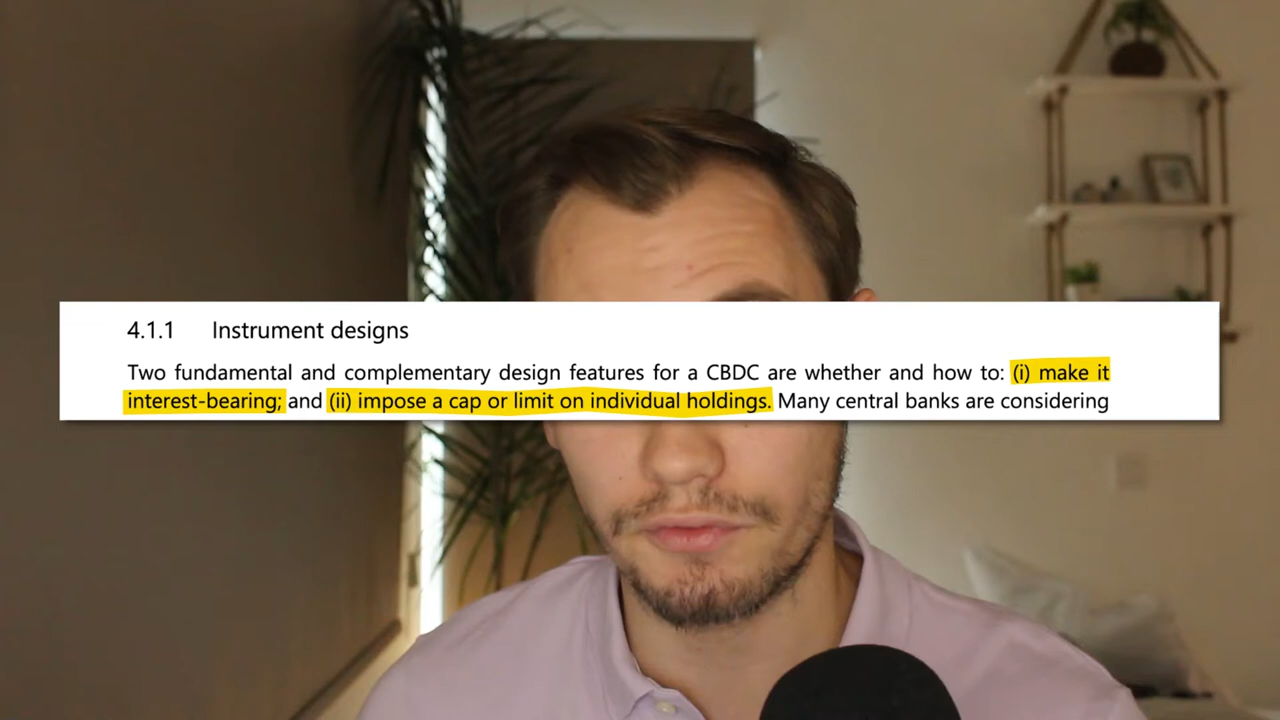 4.1.1 Instrument designs
Two fundamental and complementary design features for a CBDC are whether and how to: (i) make it
interest-bearing; and (ii) impose a cap or limit on individual holdings. Many central banks are considering